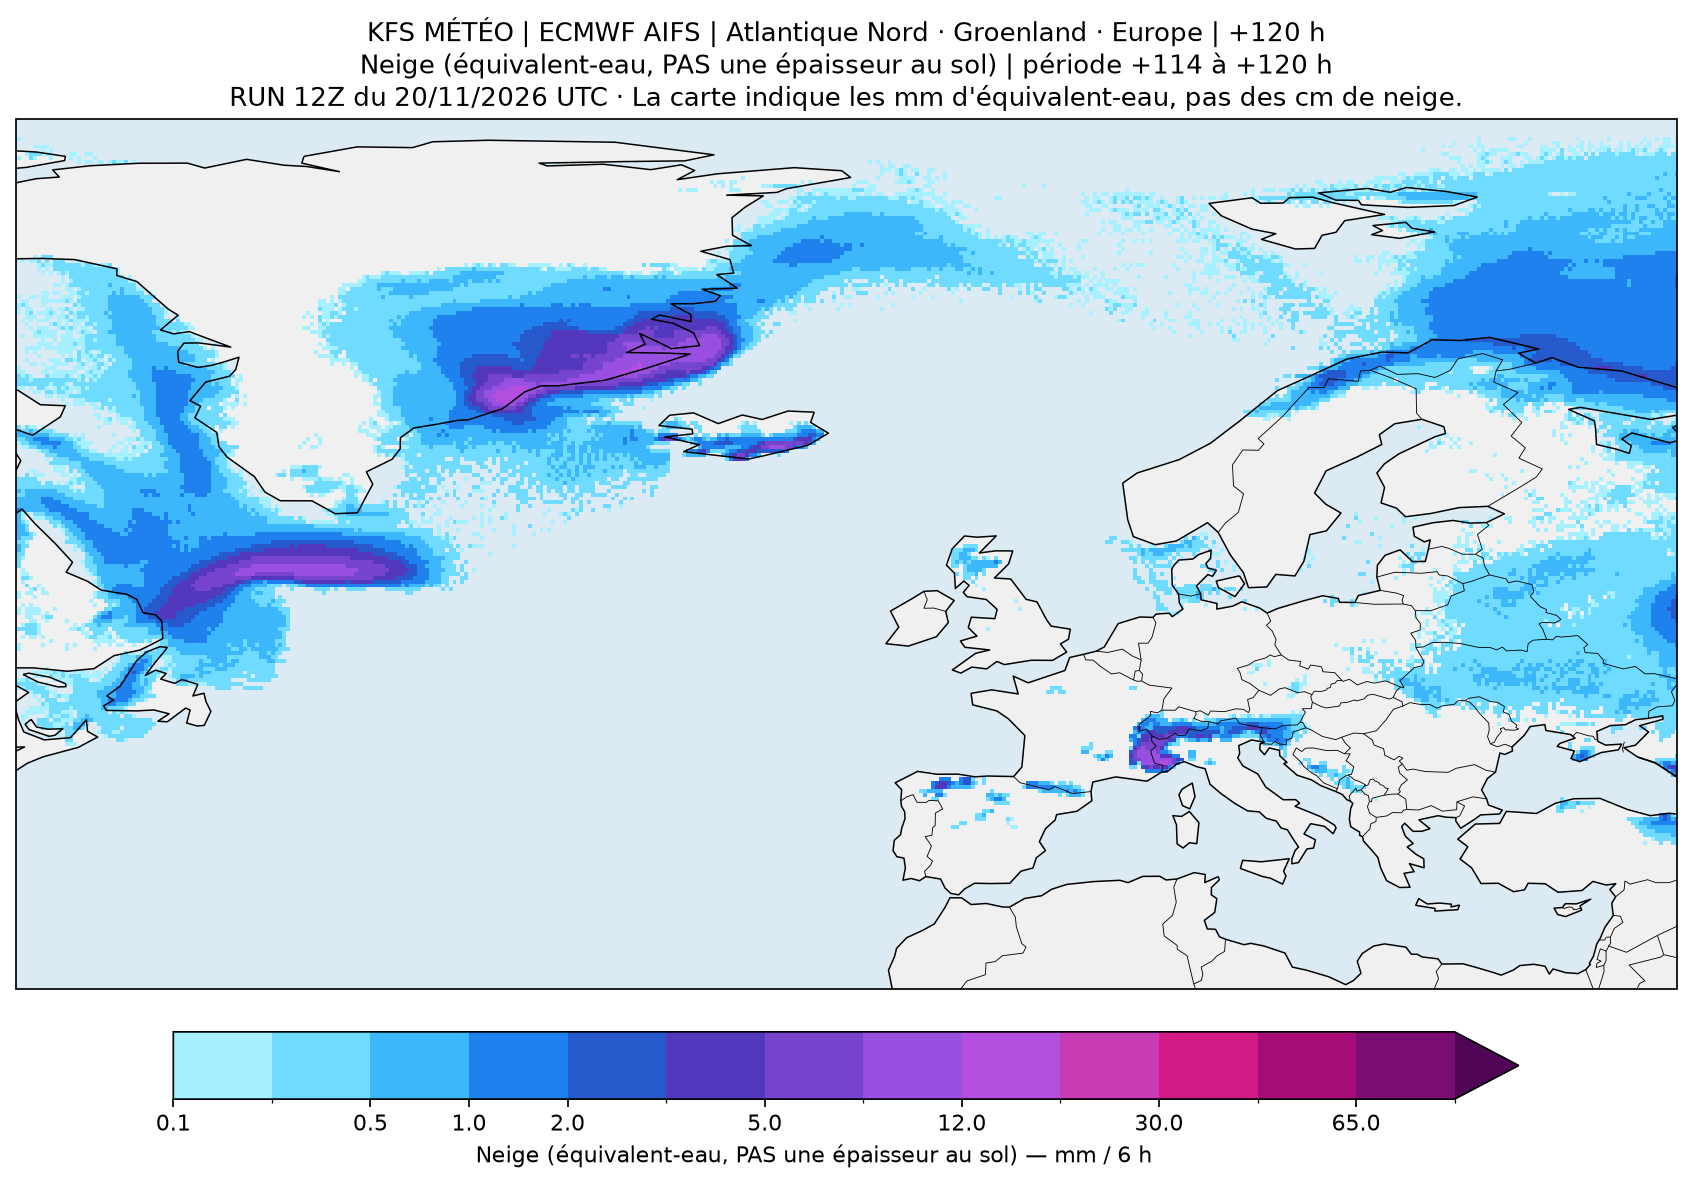 KFS MÉTÉO | ECMWF AIFS | Atlantique Nord · Groenland · Europe | +120 h
Neige (équivalent-eau, PAS une épaisseur au sol) | période +114 à +120 h
RUN 12Z du 20/11/2026 UTC · La carte indique les mm d'équivalent-eau, pas des cm de neige.
0.1 0.5 1.0 2.0 5.0 12.0 30.0 65.0
Neige (équivalent-eau, PAS une épaisseur au sol) — mm / 6 h